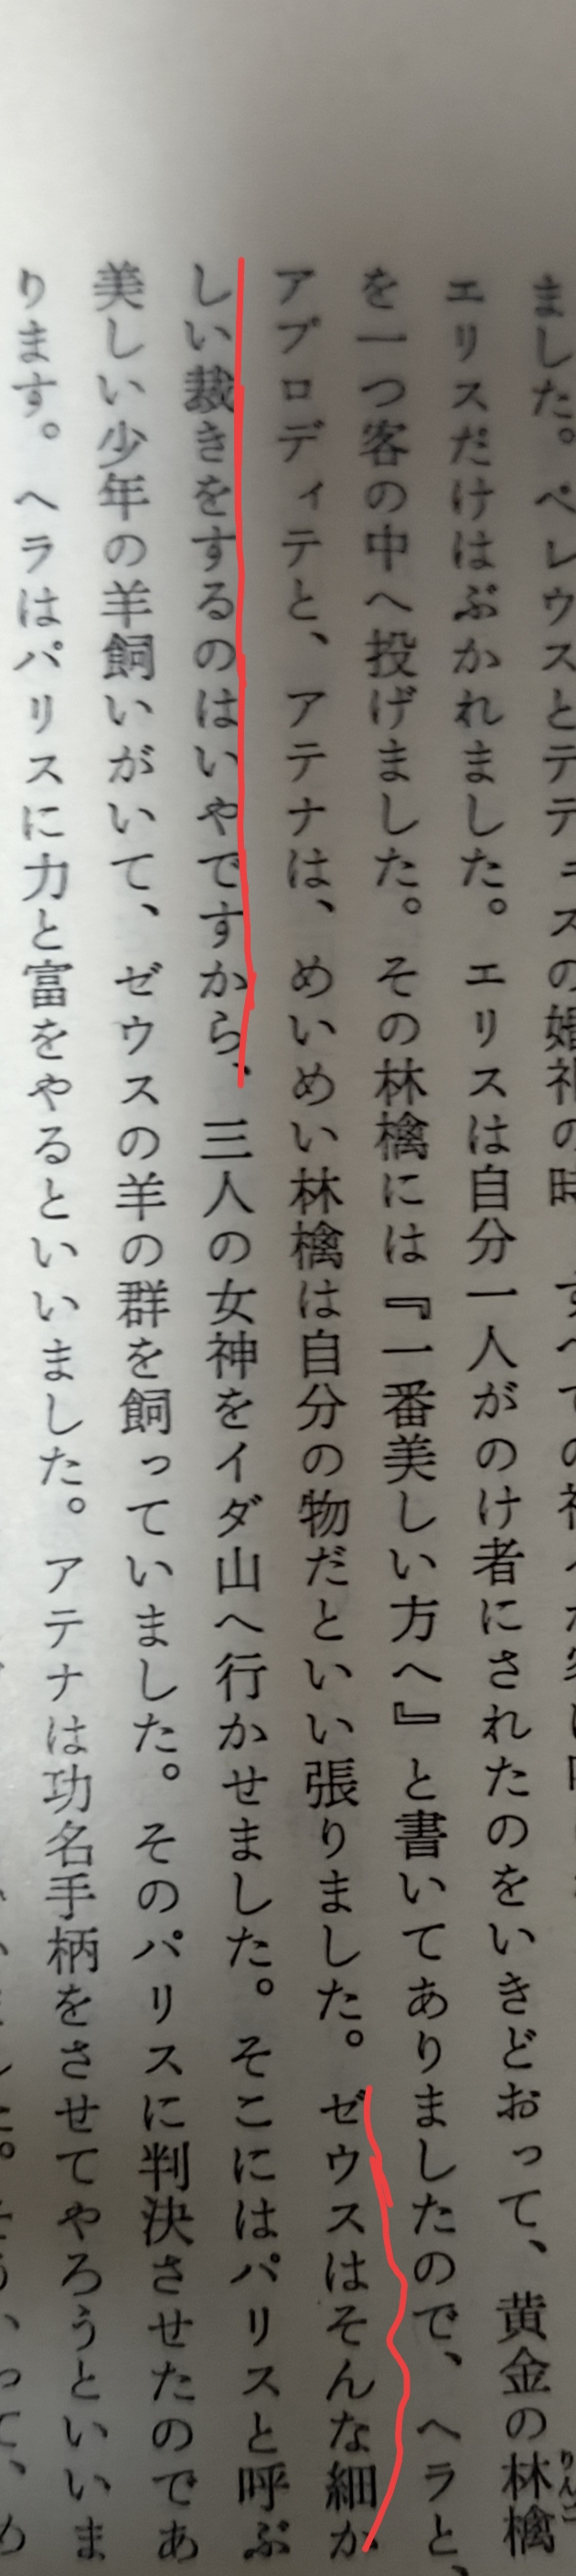 ました。ペレウスとテティスの婚礼の時
エリスだけはぶかれました。エリスは自分一人がのけ者にされたのをいきどおって、黄金の林檎
を一つ客の中へ投げました。その林檎には『一番美しい方へ』と書いてありましたので、ヘラと、
アプロディテと、アテナは、めいめい林檎は自分の物だといい張りました。ゼウスはそんな細か
しい裁きをするのはいやですから、三人の女神をイダ山へ行かせました。そこにはパリスと呼ぶ
美しい少年の羊飼いがいて、ゼウスの羊の群を飼っていました。そのパリスに判決させたのであ
ります。ヘラはパリスに力と富をやるといいました。アテナは功名手柄をさせてやろうといいま